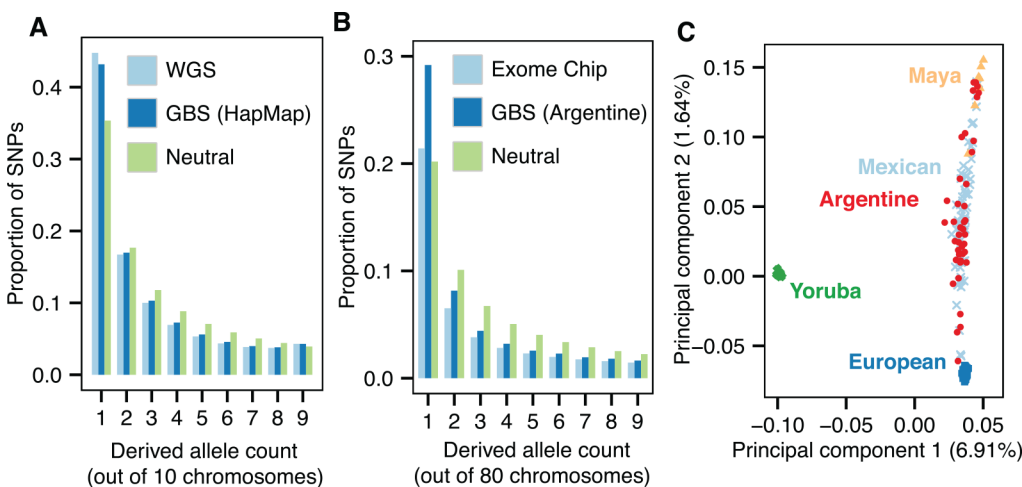 A
WGS
GBS (HapMap)
Neutral
Proportion of SNPs
0.4
0.3
0.2
0.1
0.0
1 2 3 4 5 6 7 8 9
Derived allele count
(out of 10 chromosomes)
B
Exome Chip
GBS (Argentine)
Neutral
Proportion of SNPs
0.3
0.2
0.1
0.0
1 2 3 4 5 6 7 8 9
Derived allele count
(out of 80 chromosomes)
C
Maya
Mexican
Argentine
Yoruba
European
Principal component 2 (1.64%)
0.15
0.10
0.05
0.00
−0.05
−0.10 −0.05 0.00 0.05
Principal component 1 (6.91%)